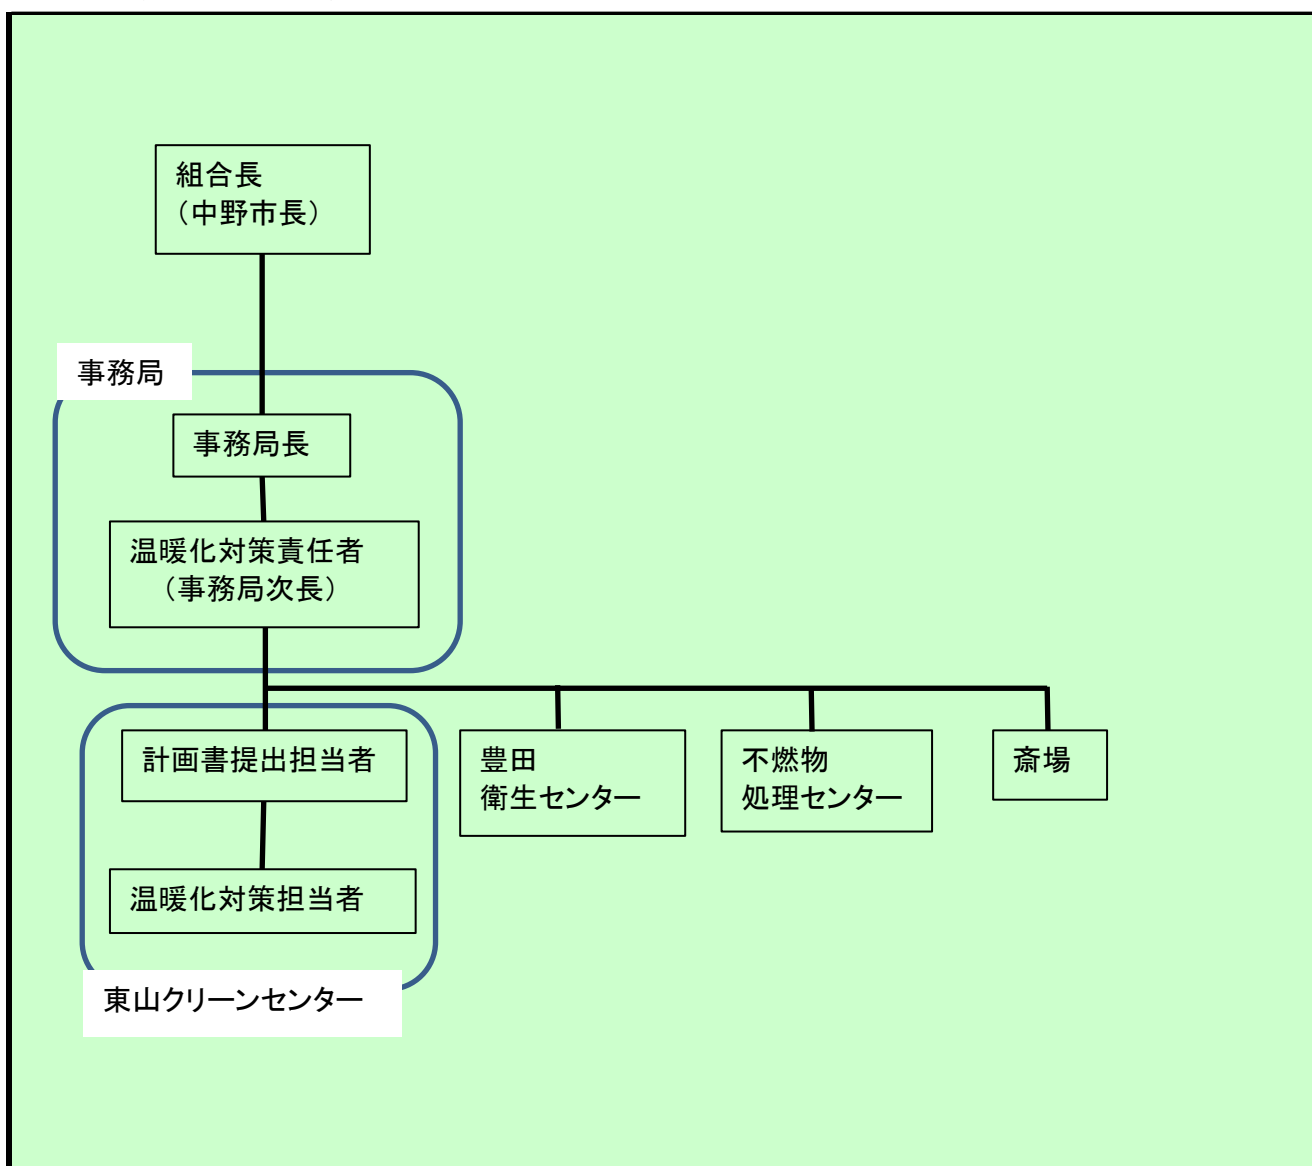 組合長
（中野市長）
事務局
事務局長
温暖化対策責任者
（事務局次長）
計画書提出担当者
豊田
衛生センター
不燃物
処理センター
斎場
温暖化対策担当者
東山クリーンセンター